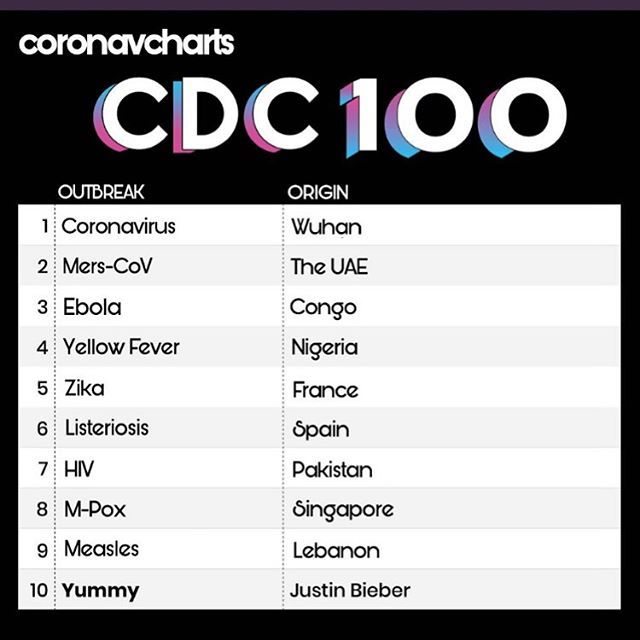 coronavcharts
CDC 100
OUTBREAK ORIGIN
1 Coronavirus Wuhan
2 Mers-CoV The UAE
3 Ebola Congo
4 Yellow Fever Nigeria
5 Zika France
6 Listeriosis Spain
7 HIV Pakistan
8 M-Pox Singapore
9 Measles Lebanon
10 Yummy Justin Bieber